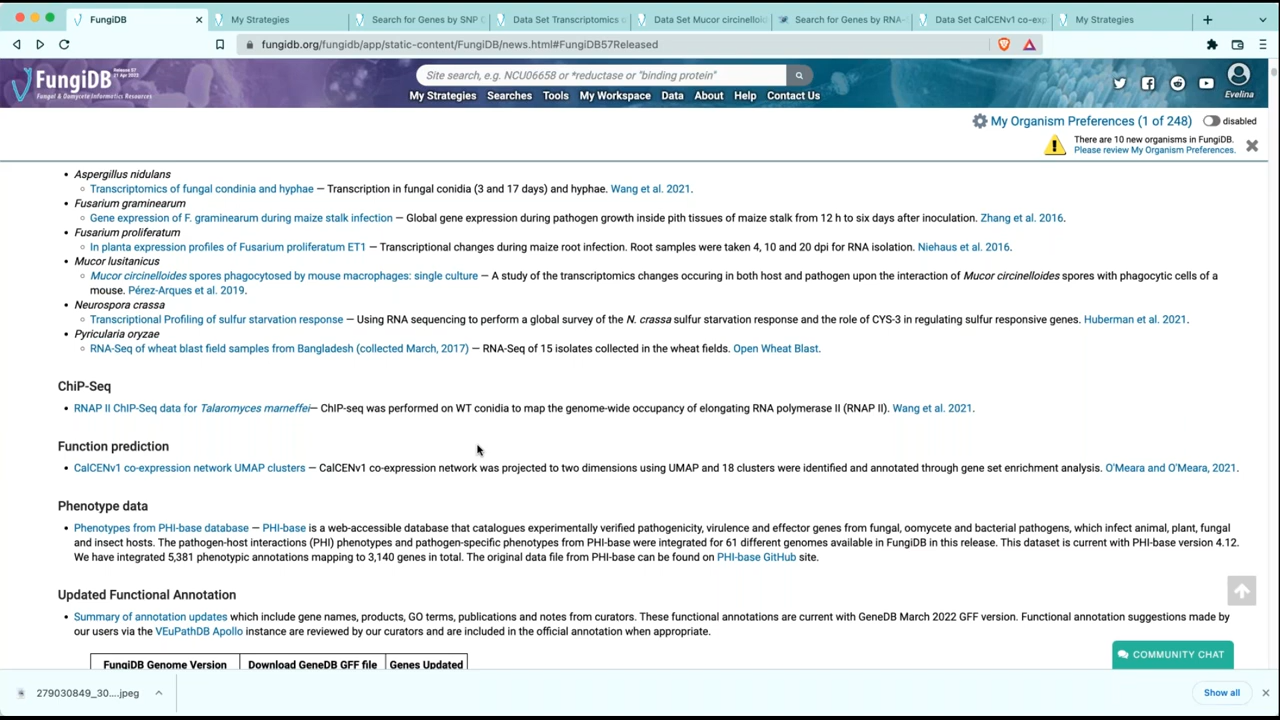 FungiDB
My Strategies
Search for Genes by SNP C
Data Set Transcriptomics o
Data Set Mucor circinelloid
Search for Genes by RNA-
Data Set CalCENv1 co-exp
My Strategies
fungidb.org/fungidb/app/static-content/FungiDB/news.html#FungiDB57Released
FungiDB
Release 57
21 Apr 2022
Fungal & Oomycete Informatics Resources
Site search, e.g. NCU06658 or *reductase or "binding protein"
My Strategies Searches Tools My Workspace Data About Help Contact Us
Evelina
My Organism Preferences (1 of 248) disabled
There are 10 new organisms in FungiDB.
Please review My Organism Preferences.
• Aspergillus nidulans
Transcriptomics of fungal condinia and hyphae — Transcription in fungal conidia (3 and 17 days) and hyphae. Wang et al. 2021.
• Fusarium graminearum
Gene expression of F. graminearum during maize stalk infection — Global gene expression during pathogen growth inside pith tissues of maize stalk from 12 h to six days after inoculation. Zhang et al. 2016.
• Fusarium proliferatum
In planta expression profiles of Fusarium proliferatum ET1 — Transcriptional changes during maize root infection. Root samples were taken 4, 10 and 20 dpi for RNA isolation. Niehaus et al. 2016.
• Mucor lusitanicus
Mucor circinelloides spores phagocytosed by mouse macrophages: single culture — A study of the transcriptomics changes occuring in both host and pathogen upon the interaction of Mucor circinelloides spores with phagocytic cells of a
mouse. Pérez-Arques et al. 2019.
• Neurospora crassa
Transcriptional Profiling of sulfur starvation response — Using RNA sequencing to perform a global survey of the N. crassa sulfur starvation response and the role of CYS-3 in regulating sulfur responsive genes. Huberman et al. 2021.
• Pyricularia oryzae
RNA-Seq of wheat blast field samples from Bangladesh (collected March, 2017) — RNA-Seq of 15 isolates collected in the wheat fields. Open Wheat Blast.
ChiP-Seq
• RNAP II ChIP-Seq data for Talaromyces marneffei— ChIP-seq was performed on WT conidia to map the genome-wide occupancy of elongating RNA polymerase II (RNAP II). Wang et al. 2021.
Function prediction
• CalCENv1 co-expression network UMAP clusters — CalCENv1 co-expression network was projected to two dimensions using UMAP and 18 clusters were identified and annotated through gene set enrichment analysis. O'Meara and O'Meara, 2021.
Phenotype data
• Phenotypes from PHI-base database — PHI-base is a web-accessible database that catalogues experimentally verified pathogenicity, virulence and effector genes from fungal, oomycete and bacterial pathogens, which infect animal, plant, fungal
and insect hosts. The pathogen-host interactions (PHI) phenotypes and pathogen-specific phenotypes from PHI-base were integrated for 61 different genomes available in FungiDB in this release. This dataset is current with PHI-base version 4.12.
We have integrated 5,381 phenotypic annotations mapping to 3,140 genes in total. The original data file from PHI-base can be found on PHI-base GitHub site.
Updated Functional Annotation
• Summary of annotation updates which include gene names, products, GO terms, publications and notes from curators. These functional annotations are current with GeneDB March 2022 GFF version. Functional annotation suggestions made by
our users via the VEuPathDB Apollo instance are reviewed by our curators and are included in the official annotation when appropriate.
FungiDB Genome Version Download GeneDB GFF file Genes Updated
COMMUNITY CHAT
279030849_30....jpeg
Show all